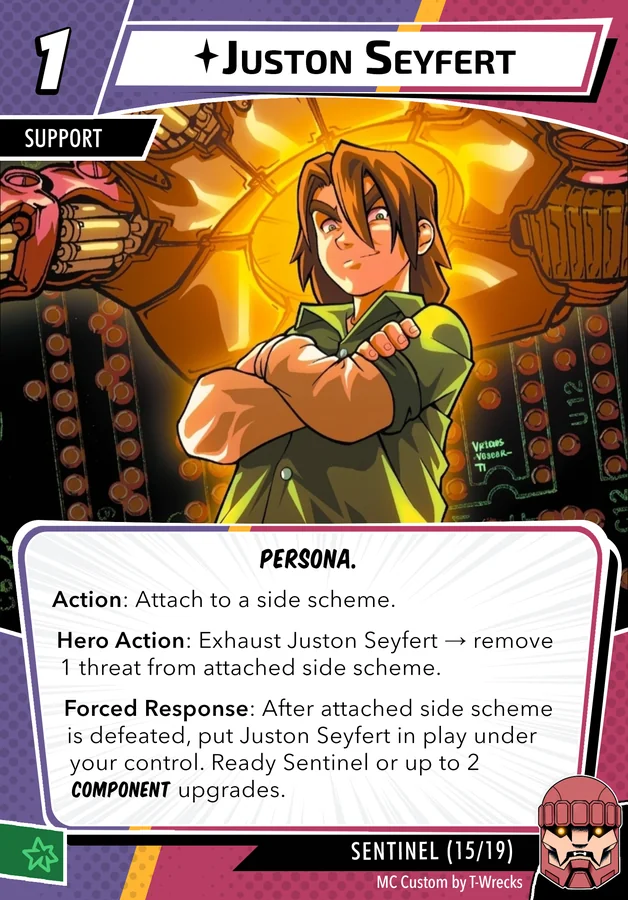 1
JUSTON SEYFERT
SUPPORT
U12
PERSONA.
Action: Attach to a side scheme.
Hero Action: Exhaust Juston Seyfert → remove
1 threat from attached side scheme.
Forced Response: After attached side scheme
is defeated, put Juston Seyfert in play under
your control. Ready Sentinel or up to 2
COMPONENT upgrades.
SENTINEL (15/19)
MC Custom by T-Wrecks